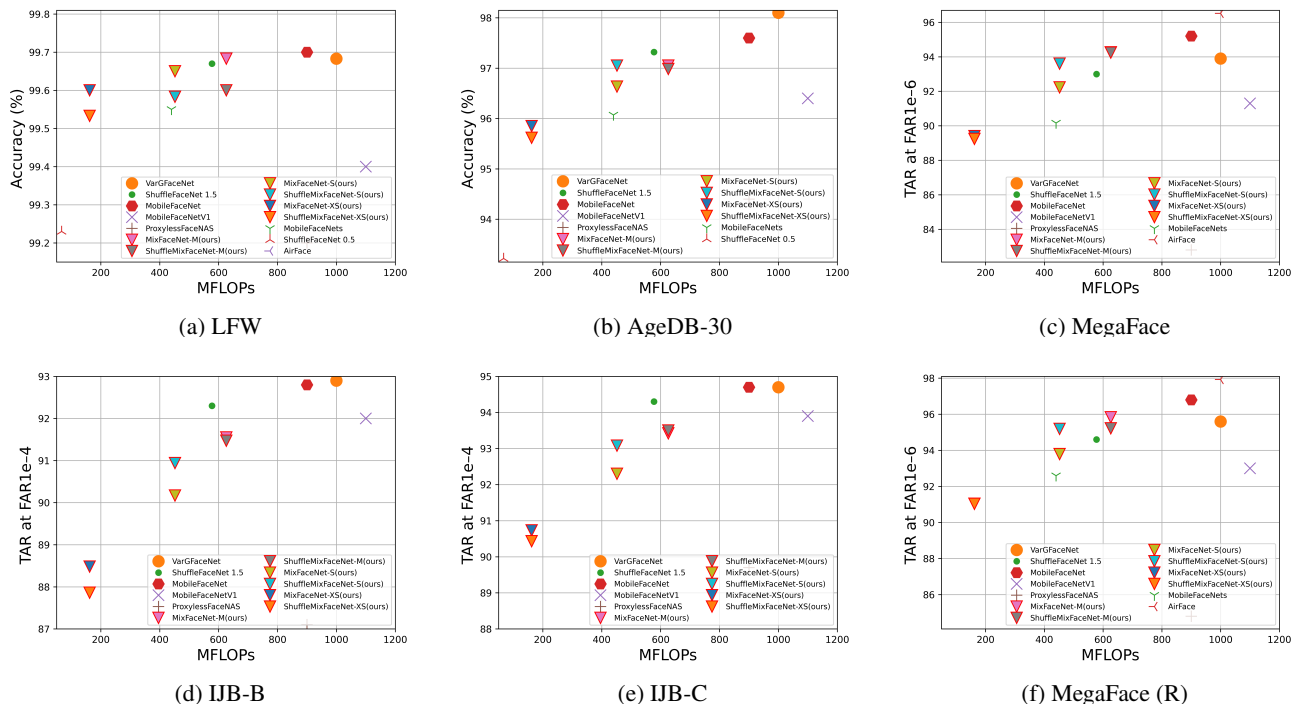 99.8
99.7
99.6
99.5
99.4
99.3
99.2
Accuracy (%)
VarGFaceNet
ShuffleFaceNet 1.5
MobileFaceNet
MobileFaceNetV1
ProxylessFaceNAS
MixFaceNet-M(ours)
ShuffleMixFaceNet-M(ours)
MixFaceNet-S(ours)
ShuffleMixFaceNet-S(ours)
MixFaceNet-XS(ours)
ShuffleMixFaceNet-XS(ours)
MobileFaceNets
ShuffleFaceNet 0.5
AirFace
200 400 600 800 1000 1200
MFLOPs
(a) LFW
98
97
96
95
94
Accuracy (%)
VarGFaceNet
ShuffleFaceNet 1.5
MobileFaceNet
MobileFaceNetV1
ProxylessFaceNAS
MixFaceNet-M(ours)
ShuffleMixFaceNet-M(ours)
MixFaceNet-S(ours)
ShuffleMixFaceNet-S(ours)
MixFaceNet-XS(ours)
ShuffleMixFaceNet-XS(ours)
MobileFaceNets
ShuffleFaceNet 0.5
200 400 600 800 1000 1200
MFLOPs
(b) AgeDB-30
96
94
92
90
88
86
84
TAR at FAR1e–6
VarGFaceNet
ShuffleFaceNet 1.5
MobileFaceNet
MobileFaceNetV1
ProxylessFaceNAS
MixFaceNet-M(ours)
ShuffleMixFaceNet-M(ours)
MixFaceNet-S(ours)
ShuffleMixFaceNet-S(ours)
MixFaceNet-XS(ours)
ShuffleMixFaceNet-XS(ours)
MobileFaceNets
AirFace
200 400 600 800 1000 1200
MFLOPs
(c) MegaFace
93
92
91
90
89
88
87
TAR at FAR1e–4
VarGFaceNet
ShuffleFaceNet 1.5
MobileFaceNet
MobileFaceNetV1
ProxylessFaceNAS
MixFaceNet-M(ours)
ShuffleMixFaceNet-M(ours)
MixFaceNet-S(ours)
ShuffleMixFaceNet-S(ours)
MixFaceNet-XS(ours)
ShuffleMixFaceNet-XS(ours)
200 400 600 800 1000 1200
MFLOPs
(d) IJB-B
95
94
93
92
91
90
89
88
TAR at FAR1e–4
VarGFaceNet
ShuffleFaceNet 1.5
MobileFaceNet
MobileFaceNetV1
ProxylessFaceNAS
MixFaceNet-M(ours)
ShuffleMixFaceNet-M(ours)
MixFaceNet-S(ours)
ShuffleMixFaceNet-S(ours)
MixFaceNet-XS(ours)
ShuffleMixFaceNet-XS(ours)
200 400 600 800 1000 1200
MFLOPs
(e) IJB-C
98
96
94
92
90
88
86
TAR at FAR1e–6
VarGFaceNet
ShuffleFaceNet 1.5
MobileFaceNet
MobileFaceNetV1
ProxylessFaceNAS
MixFaceNet-M(ours)
ShuffleMixFaceNet-M(ours)
MixFaceNet-S(ours)
ShuffleMixFaceNet-S(ours)
MixFaceNet-XS(ours)
ShuffleMixFaceNet-XS(ours)
MobileFaceNets
AirFace
200 400 600 800 1000 1200
MFLOPs
(f) MegaFace (R)